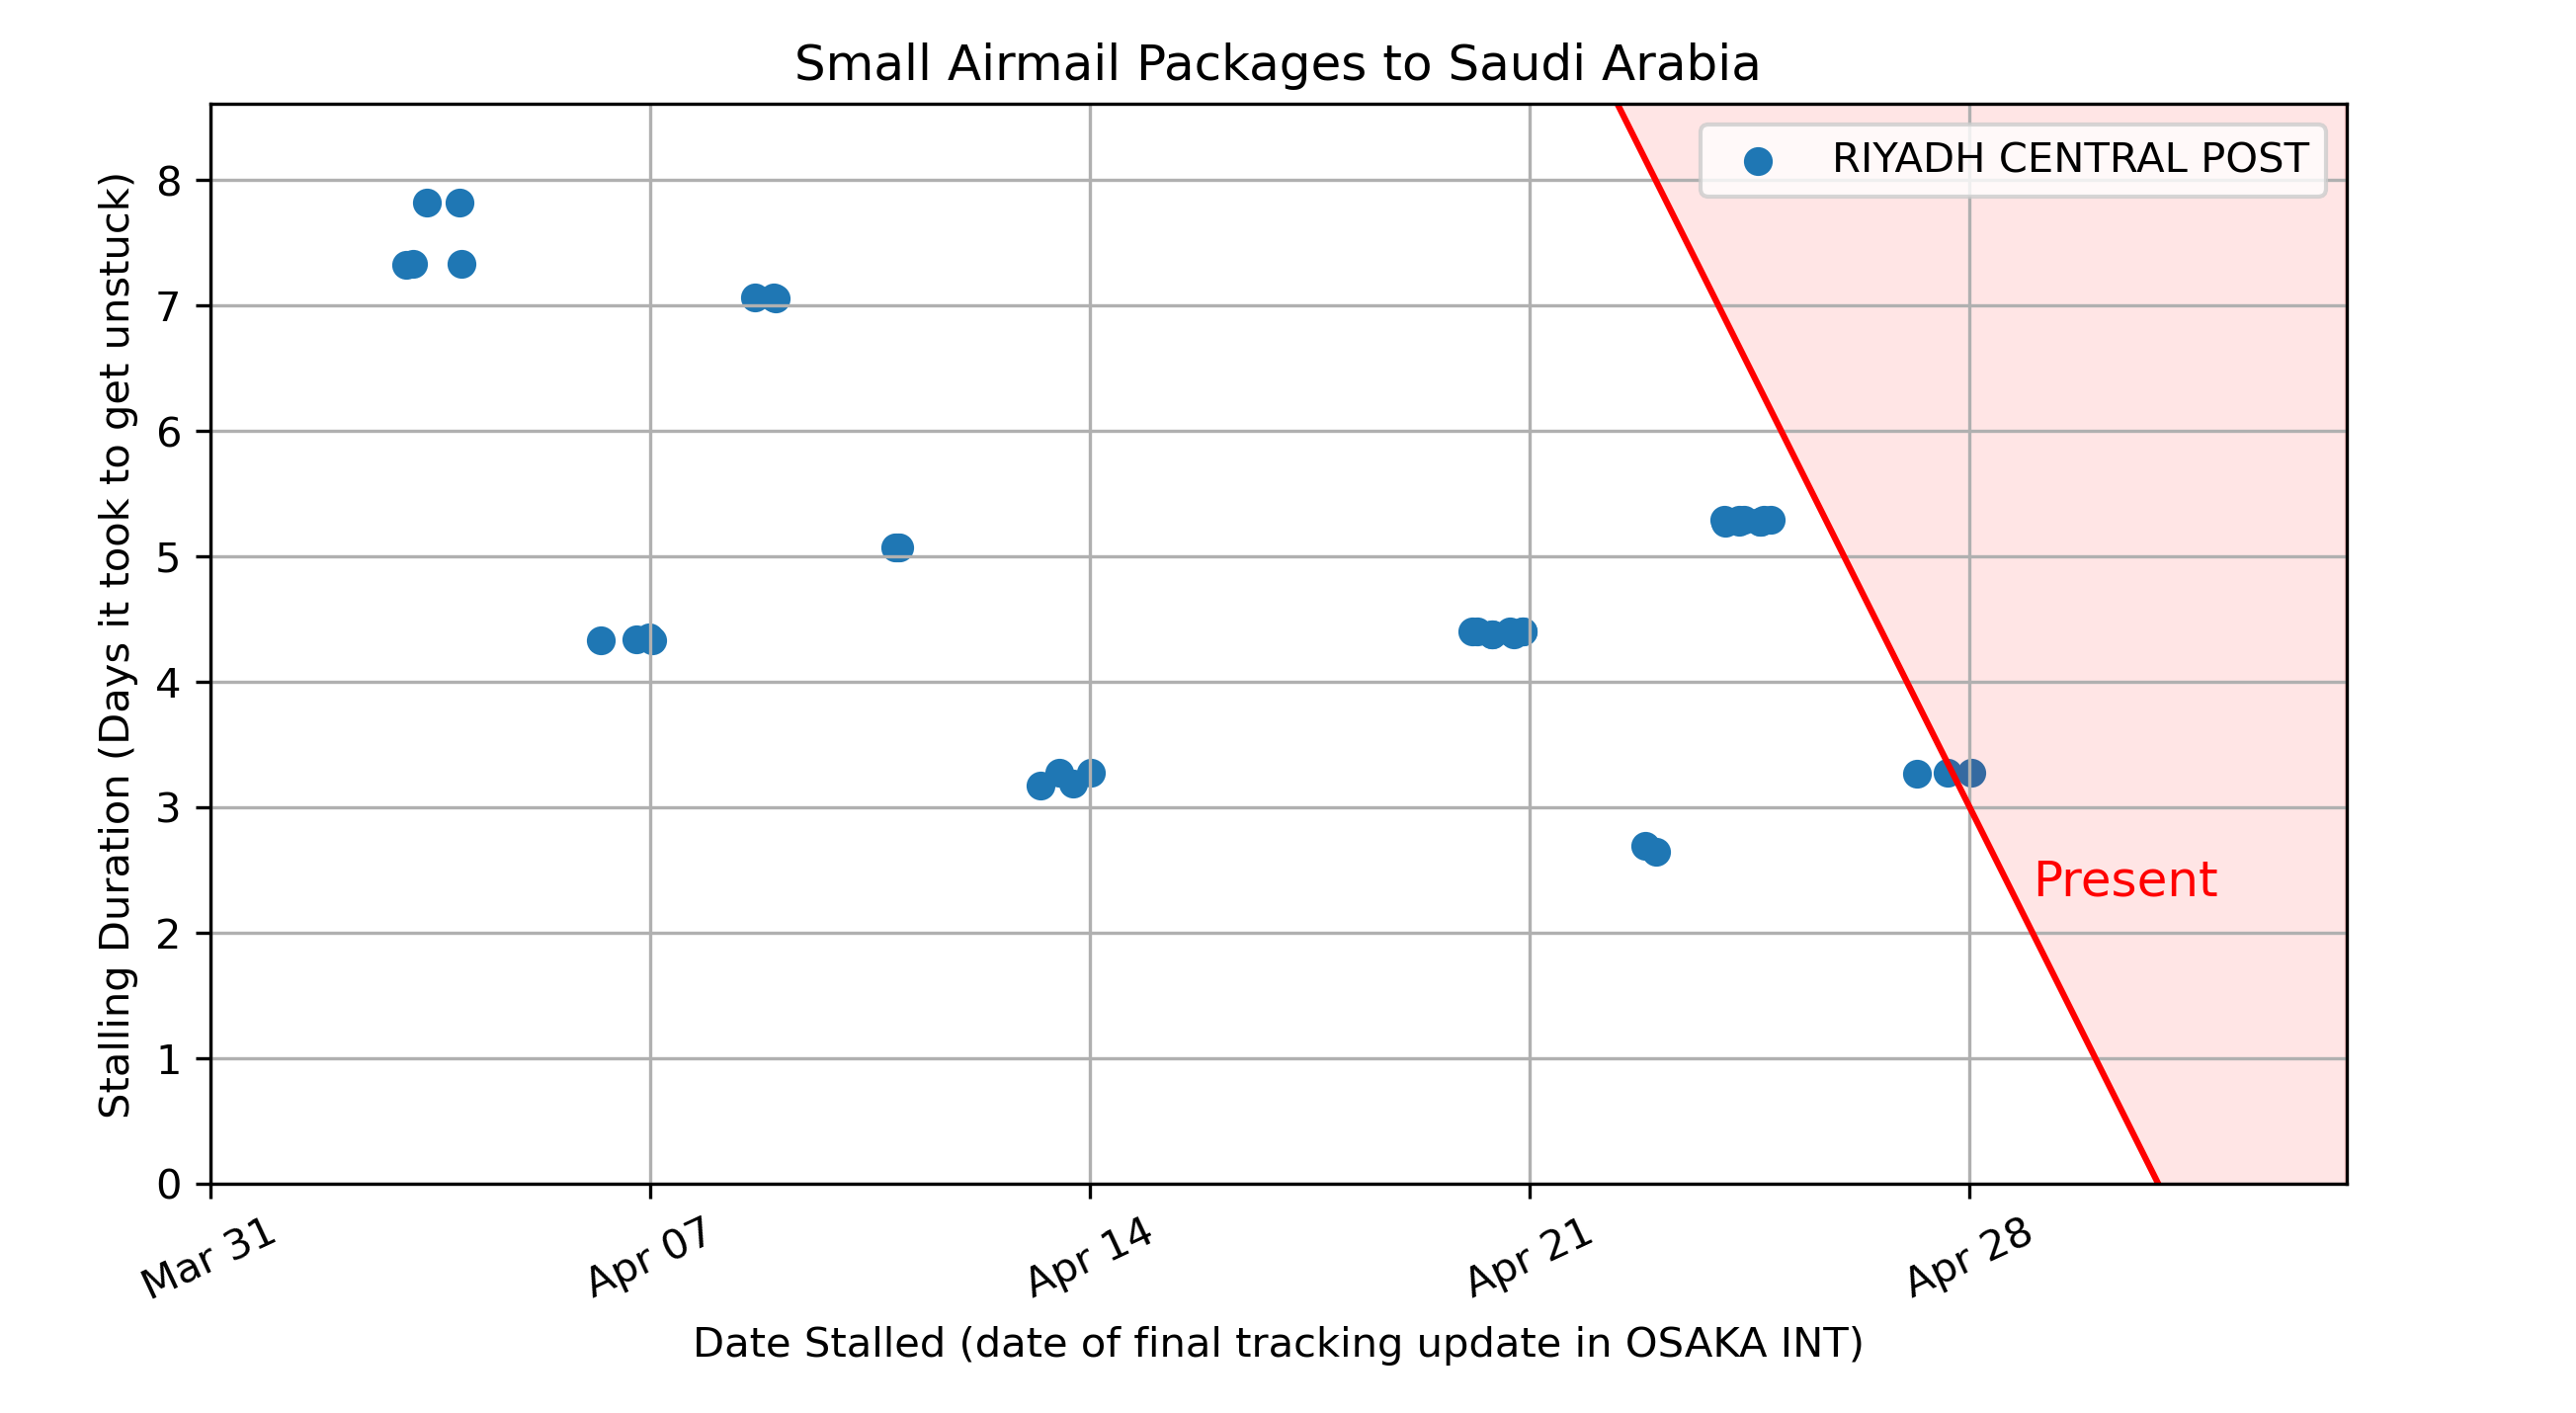 Small Airmail Packages to Saudi Arabia
RIYADH CENTRAL POST
Stalling Duration (Days it took to get unstuck)
8
7
6
5
4
3
2
1
0
Present
Mar 31
Apr 07
Apr 14
Apr 21
Apr 28
Date Stalled (date of final tracking update in OSAKA INT)